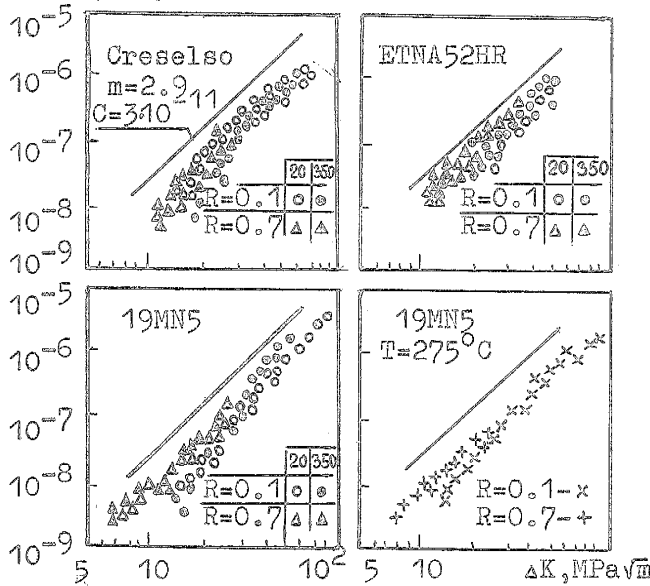 10⁻⁵
10⁻⁶
10⁻⁷
10⁻⁸
10⁻⁹
Creselso
m=2.9
C=3.10⁻¹¹
20 350
R=0.1
R=0.7
ETNA52HR
20 350
R=0.1
R=0.7
10⁻⁵
10⁻⁶
10⁻⁷
10⁻⁸
10⁻⁹
19MN5
20 350
R=0.1
R=0.7
19MN5
T=275°C
R=0.1-x
R=0.7-+
5 10 10² 5 10 ΔK,MPa√m